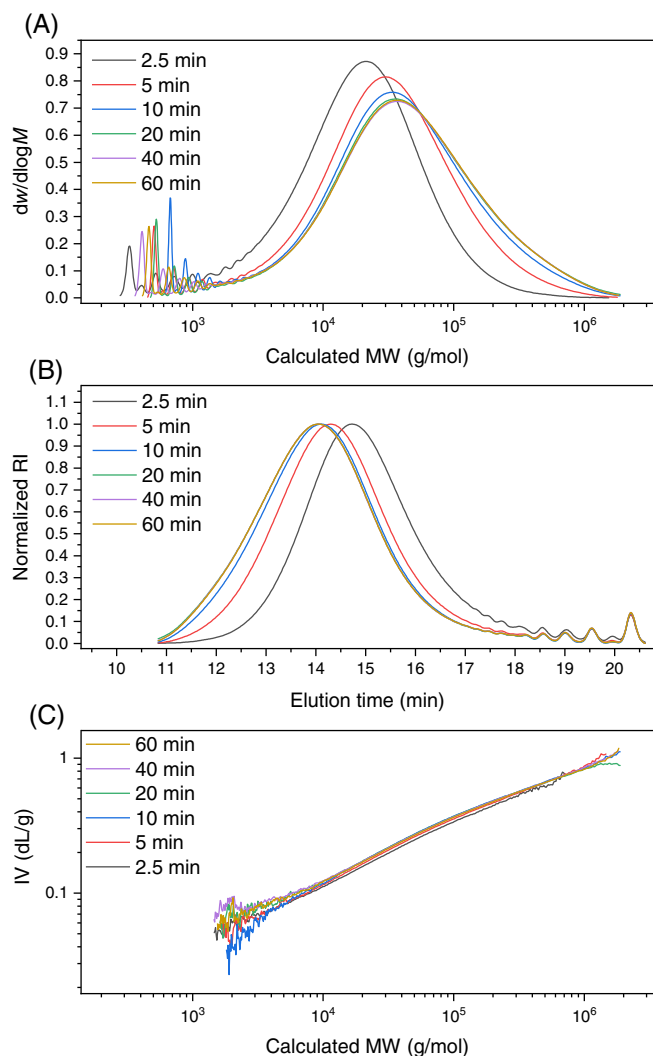 (A)
0.9
0.8
0.7
0.6
0.5
0.4
0.3
0.2
0.1
0.0
dw/dlogM
2.5 min
5 min
10 min
20 min
40 min
60 min
10³ 10⁴ 10⁵ 10⁶
Calculated MW (g/mol)
(B)
1.1
1.0
0.9
0.8
0.7
0.6
0.5
0.4
0.3
0.2
0.1
0.0
Normalized RI
2.5 min
5 min
10 min
20 min
40 min
60 min
10 11 12 13 14 15 16 17 18 19 20
Elution time (min)
(C)
1
0.1
IV (dL/g)
60 min
40 min
20 min
10 min
5 min
2.5 min
10³ 10⁴ 10⁵ 10⁶
Calculated MW (g/mol)